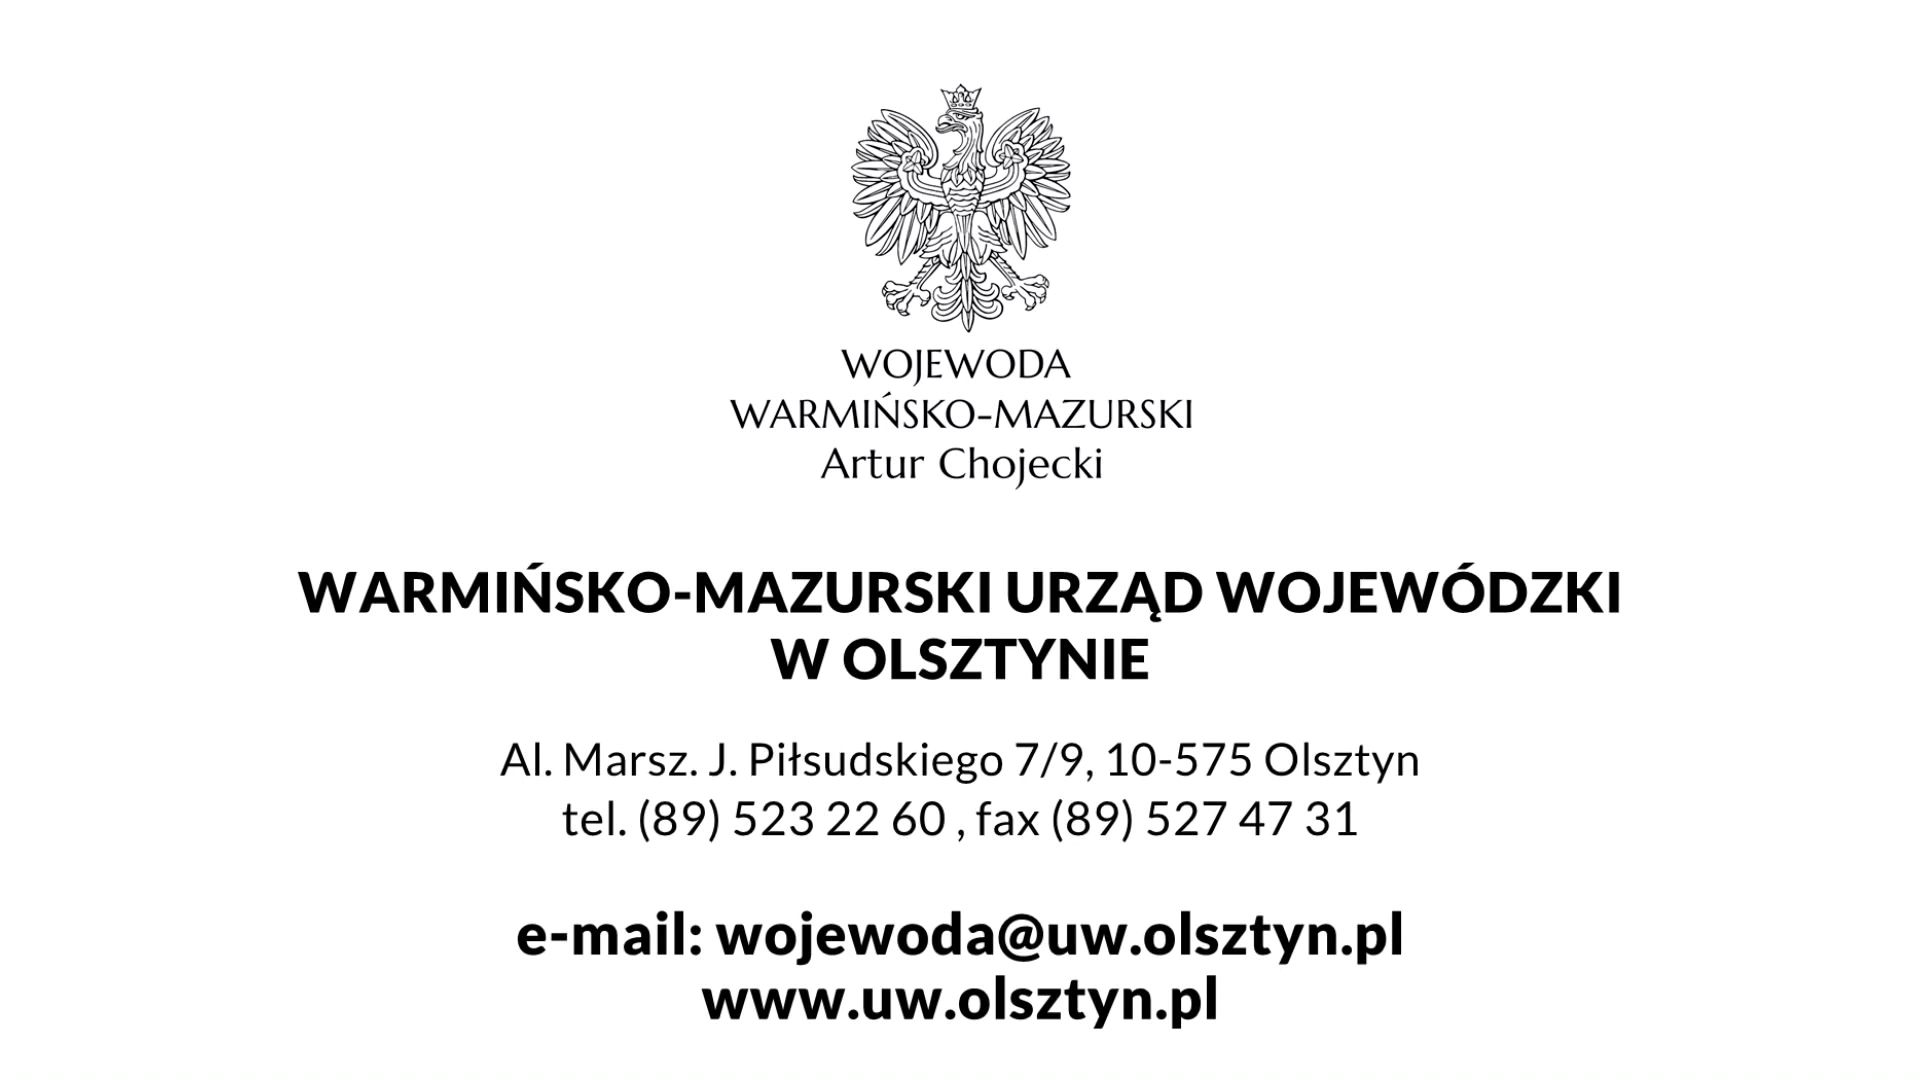 WOJEWODA
WARMIŃSKO-MAZURSKI
Artur Chojecki
WARMIŃSKO-MAZURSKI URZĄD WOJEWÓDZKI
W OLSZTYNIE
Al. Marsz. J. Piłsudskiego 7/9, 10-575 Olsztyn
tel. (89) 523 22 60 , fax (89) 527 47 31
e-mail: wojewoda@uw.olsztyn.pl
www.uw.olsztyn.pl